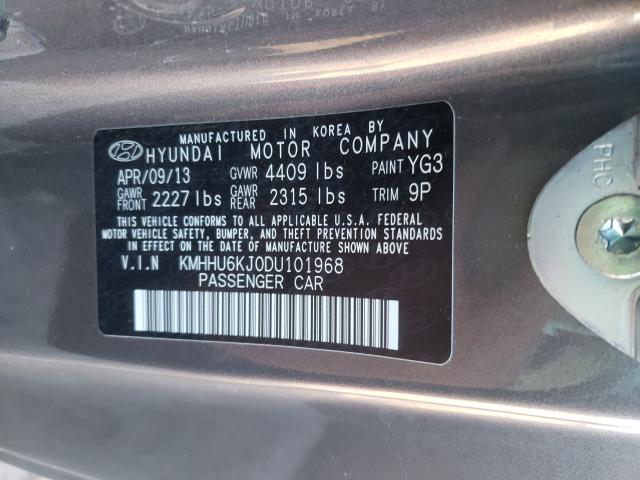 MANUFACTURED IN KOREA BY
HYUNDAI MOTOR COMPANY
APR/09/13 GVWR 4409 lbs PAINT YG3
GAWR FRONT 2227 lbs GAWR REAR 2315 lbs TRIM 9P
THIS VEHICLE CONFORMS TO ALL APPLICABLE U.S.A. FEDERAL
MOTOR VEHICLE SAFETY, BUMPER, AND THEFT PREVENTION STANDARDS
IN EFFECT ON THE DATE OF MANUFACTURE SHOWN ABOVE
V.I.N KMHHU6KJ0DU101968
PASSENGER CAR
PHC